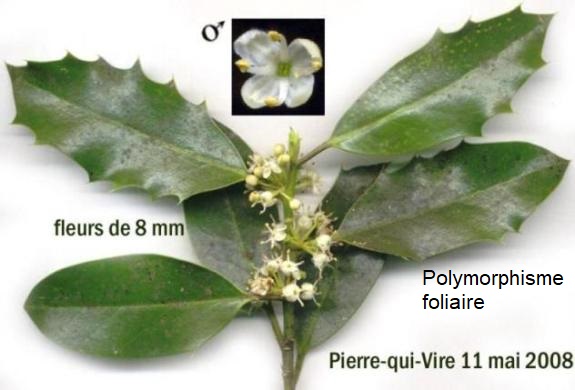 ♂
fleurs de 8 mm
Polymorphisme
foliaire
Pierre-qui-Vire 11 mai 2008